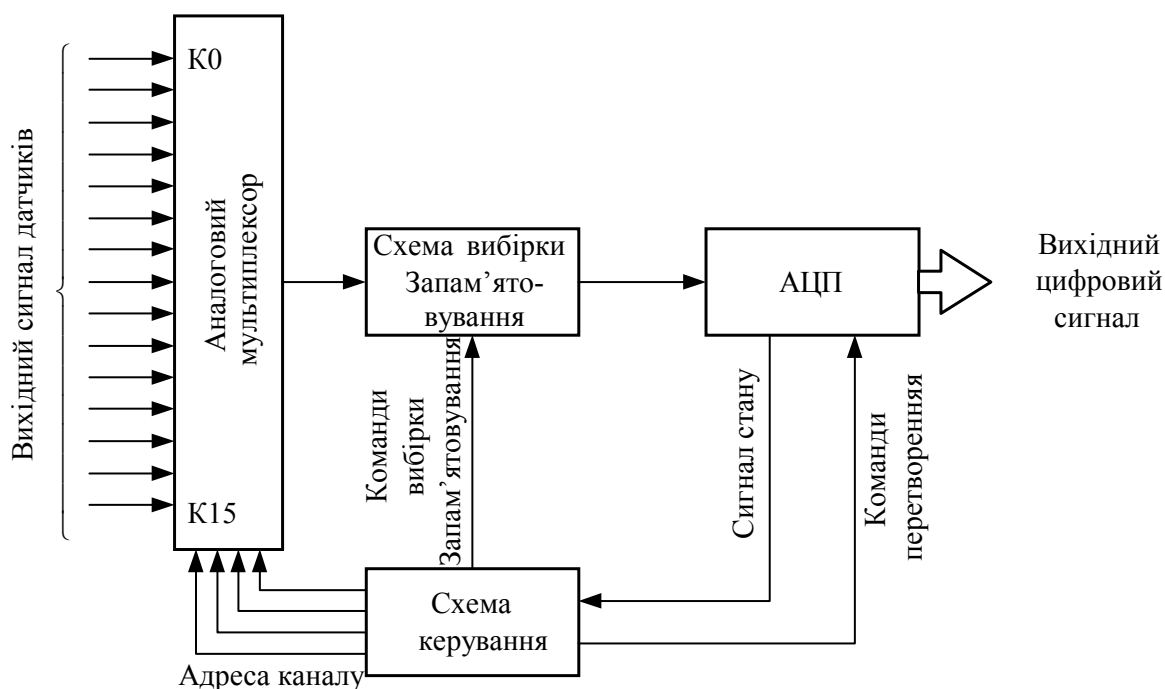 Вихідний сигнал датчиків
К0
Аналоговий
мультиплексор
К15
Схема вибірки
Запам’ято-
вування
АЦП
Вихідний
цифровий
сигнал
Команди
вибірки
Запам’ятовування
Сигнал стану
Команди
перетворенняя
Схема
керування
Адреса каналу